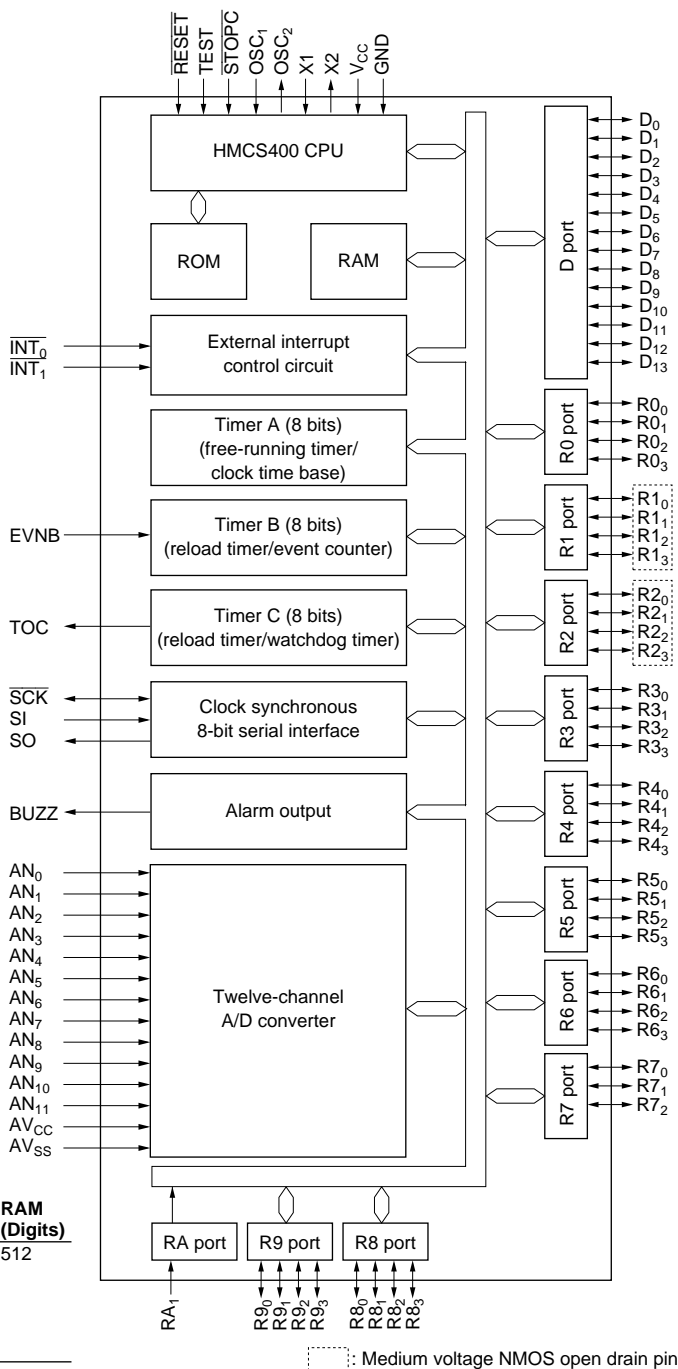 RESET
TEST
STOPC
OSC₁
OSC₂
X1
X2
VCC
GND
HMCS400 CPU
ROM
RAM
External interrupt
control circuit
INT₀
INT₁
Timer A (8 bits)
(free-running timer/
clock time base)
EVNB
Timer B (8 bits)
(reload timer/event counter)
TOC
Timer C (8 bits)
(reload timer/watchdog timer)
SCK
SI
SO
Clock synchronous
8-bit serial interface
BUZZ
Alarm output
AN₀
AN₁
AN₂
AN₃
AN₄
AN₅
AN₆
AN₇
AN₈
AN₉
AN₁₀
AN₁₁
AVCC
AVSS
Twelve-channel
A/D converter
D port
D₀
D₁
D₂
D₃
D₄
D₅
D₆
D₇
D₈
D₉
D₁₀
D₁₁
D₁₂
D₁₃
R0 port
R0₀
R0₁
R0₂
R0₃
R1 port
R1₀
R1₁
R1₂
R1₃
R2 port
R2₀
R2₁
R2₂
R2₃
R3 port
R3₀
R3₁
R3₂
R3₃
R4 port
R4₀
R4₁
R4₂
R4₃
R5 port
R5₀
R5₁
R5₂
R5₃
R6 port
R6₀
R6₁
R6₂
R6₃
R7 port
R7₀
R7₁
R7₂
RAM
(Digits)
512
RA port
R9 port
R8 port
RA₁
R9₀
R9₁
R9₂
R9₃
R8₀
R8₁
R8₂
R8₃
: Medium voltage NMOS open drain pin